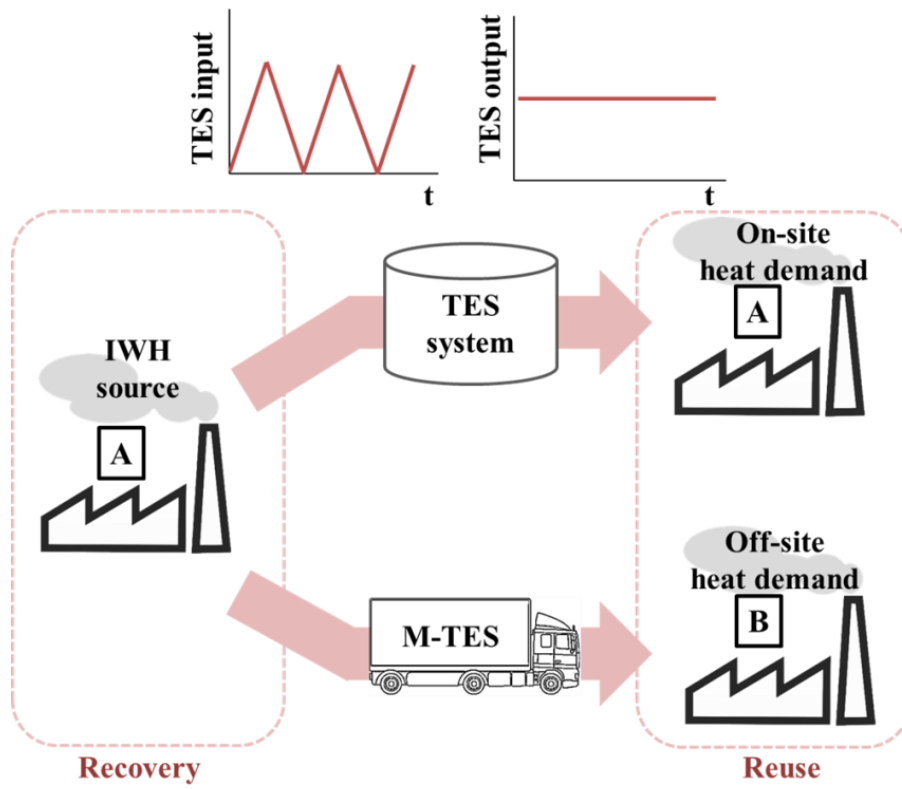 TES input
t
TES output
t
IWH
source
A
TES
system
On-site
heat demand
A
M-TES
Off-site
heat demand
B
Recovery
Reuse